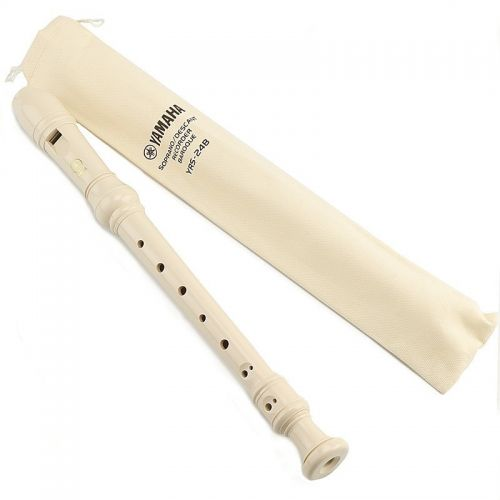 YAMAHA
SOPRANO/DESCANT
RECORDER
BAROQUE
YRS-24B